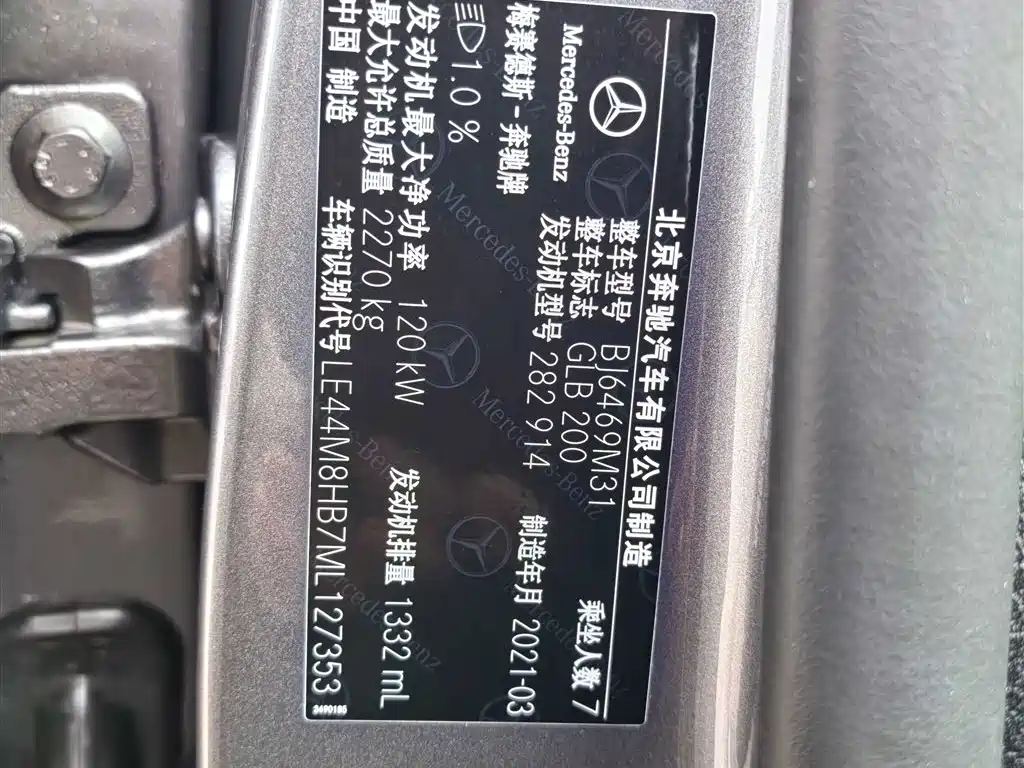 北京奔驰汽车有限公司制造
Mercedes-Benz
梅赛德斯-奔驰牌
整车型号 BJ6469M31
乘坐人数 7
整车标志 GLB 200
发动机型号 282 914
制造年月 2021-03
1.0 %
发动机最大净功率 120 kW
发动机排量 1332 mL
最大允许总质量 2270 kg
中国 制造
车辆识别代号 LE44M8HB7ML127353
2490185